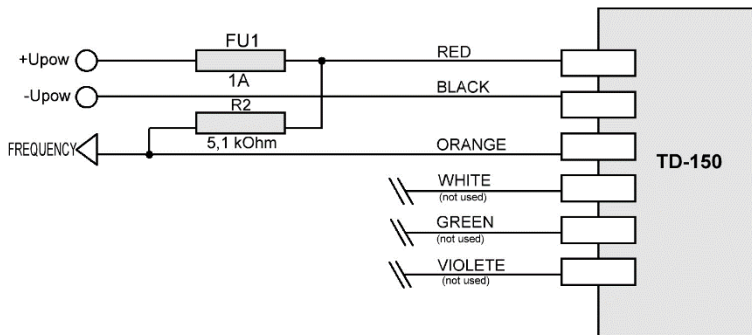 FU1
RED
+Upow
1A
BLACK
-Upow
R2
5,1 kOhm
ORANGE
FREQUENCY
TD-150
WHITE
(not used)
GREEN
(not used)
VIOLETE
(not used)